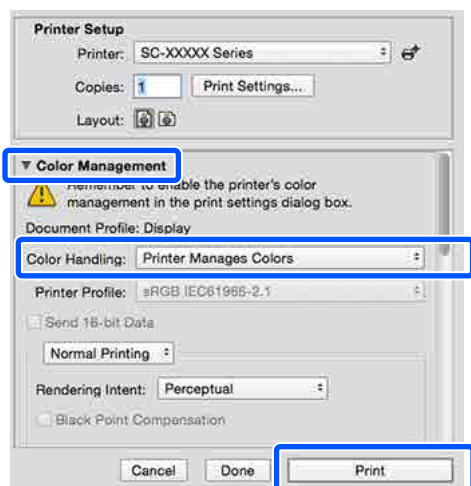 Printer Setup
Printer: SC-XXXXX Series
Copies: 1 Print Settings...
Layout:
▼ Color Management
Remember to enable the printer's color
management in the print settings dialog box.
Document Profile: Display
Color Handling: Printer Manages Colors
Printer Profile: sRGB IEC61966-2.1
Send 16-bit Data
Normal Printing
Rendering Intent: Perceptual
Black Point Compensation
Cancel Done Print